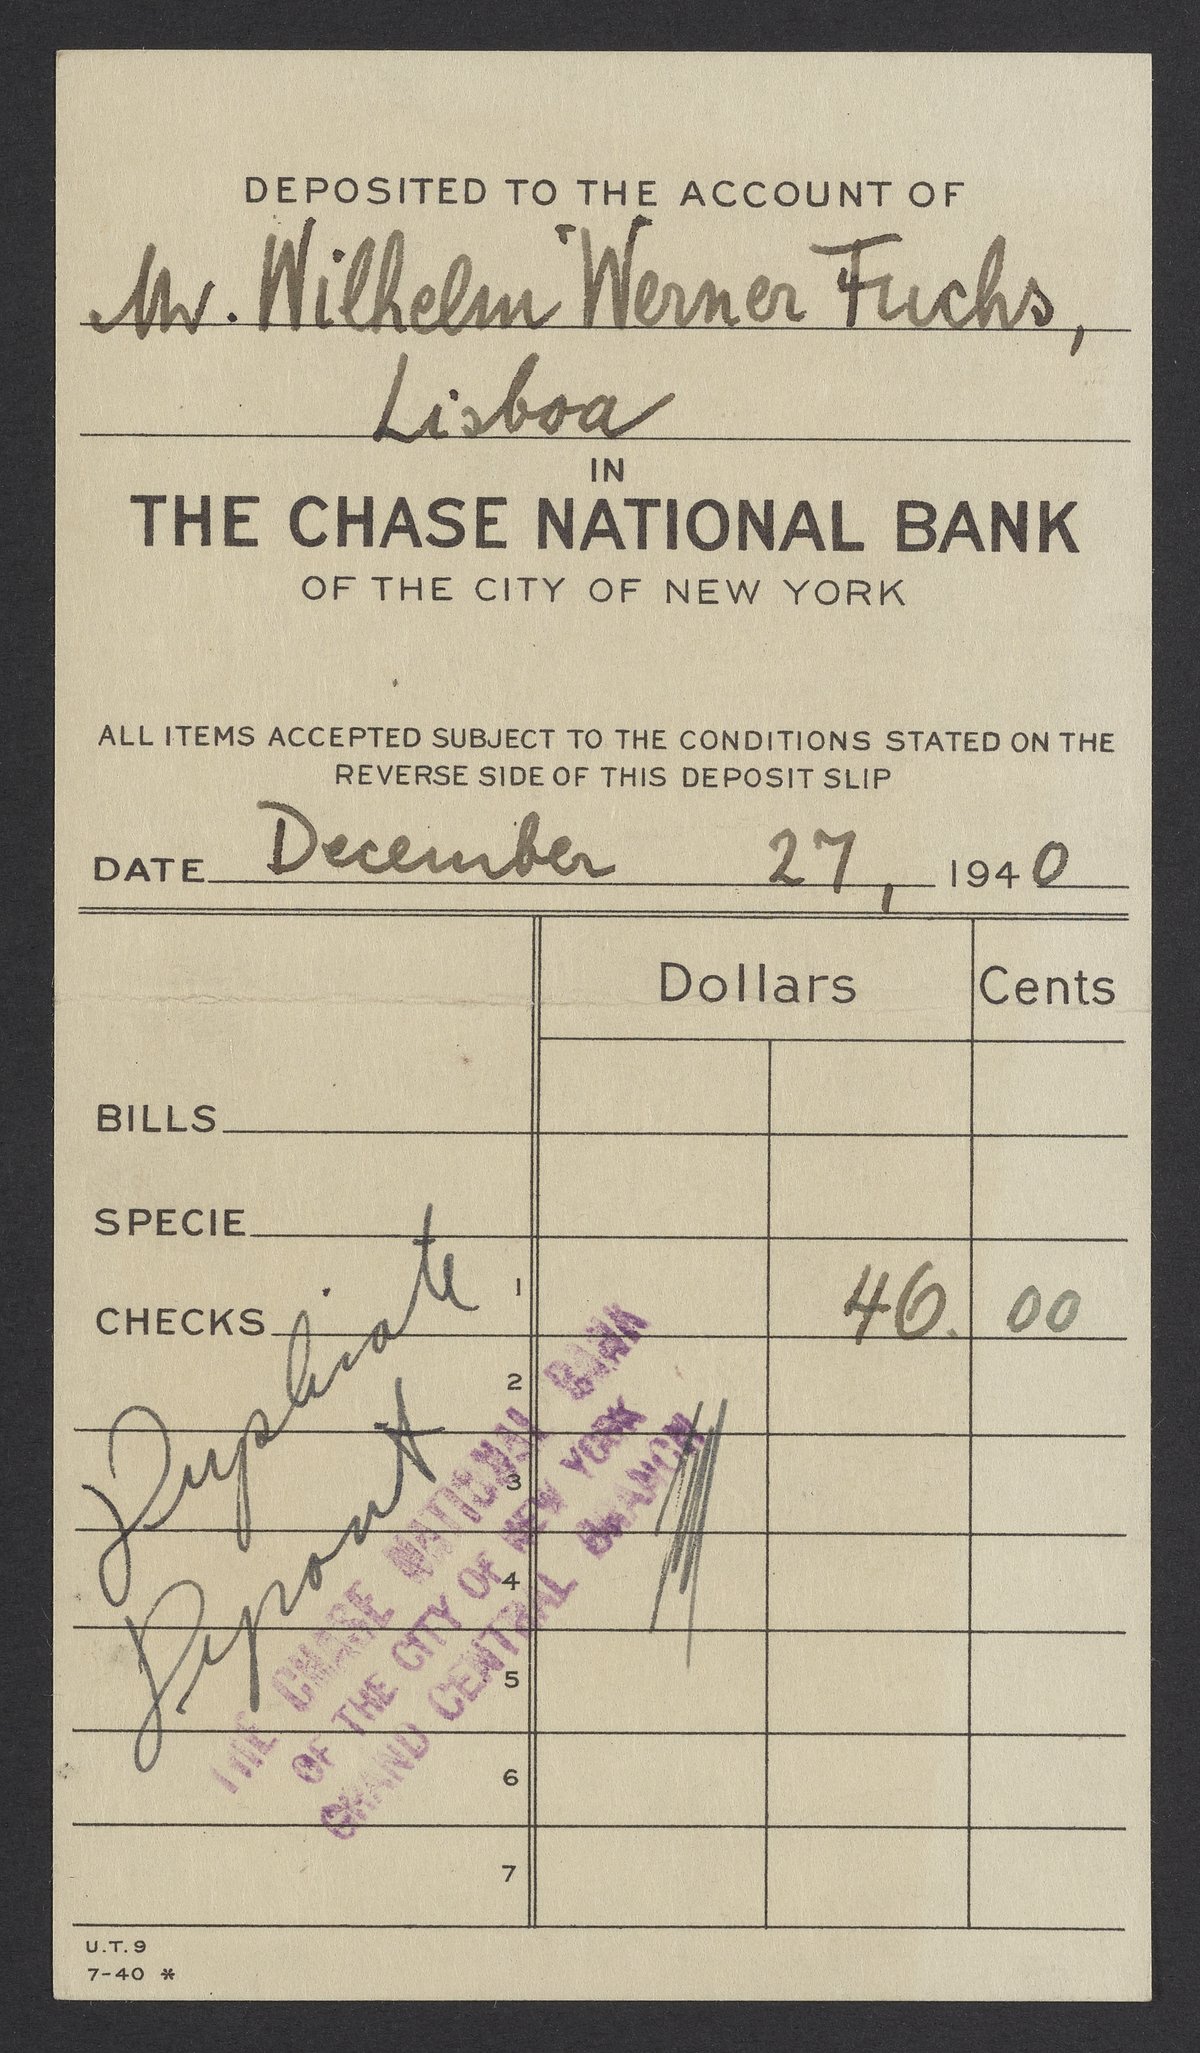 DEPOSITED TO THE ACCOUNT OF
Mr. Wilhelm Werner Fuchs,
Lisboa
IN
THE CHASE NATIONAL BANK
OF THE CITY OF NEW YORK
ALL ITEMS ACCEPTED SUBJECT TO THE CONDITIONS STATED ON THE
REVERSE SIDE OF THIS DEPOSIT SLIP
DATE December 27, 1940
Dollars Cents
BILLS
SPECIE
CHECKS 1 46. 00
2
3
4
5
6
7
Duplicate
Deposit
THE CHASE NATIONAL BANK
OF THE CITY OF NEW YORK
GRAND CENTRAL BRANCH
U.T.9
7-40 *